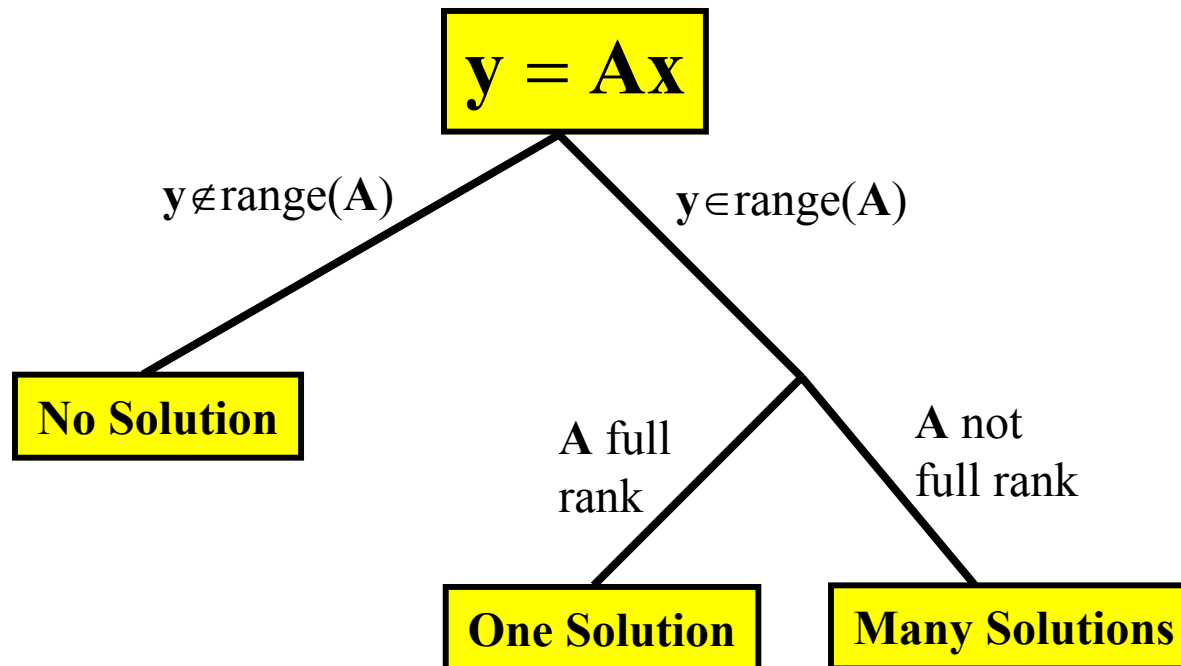 y = Ax
y∉range(A)
y∈range(A)
No Solution
A full
rank
A not
full rank
One Solution
Many Solutions